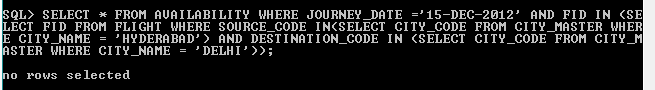 SQL> SELECT * FROM AVAILABILITY WHERE JOURNEY_DATE ='15-DEC-2012' AND FID IN (SE
LECT FID FROM FLIGHT WHERE SOURCE_CODE IN(SELECT CITY_CODE FROM CITY_MASTER WHER
E CITY_NAME = 'HYDERABAD') AND DESTINATION_CODE IN (SELECT CITY_CODE FROM CITY_M
ASTER WHERE CITY_NAME = 'DELHI'));
no rows selected